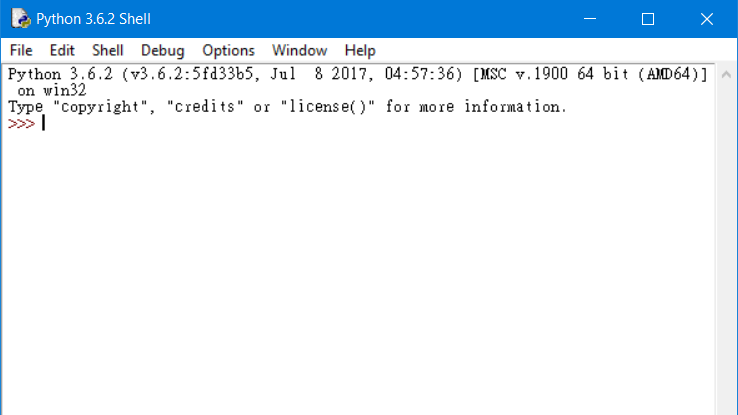 Python 3.6.2 Shell
File Edit Shell Debug Options Window Help
Python 3.6.2 (v3.6.2:5fd33b5, Jul  8 2017, 04:57:36) [MSC v.1900 64 bit (AMD64)]
 on win32
Type "copyright", "credits" or "license()" for more information.
>>>